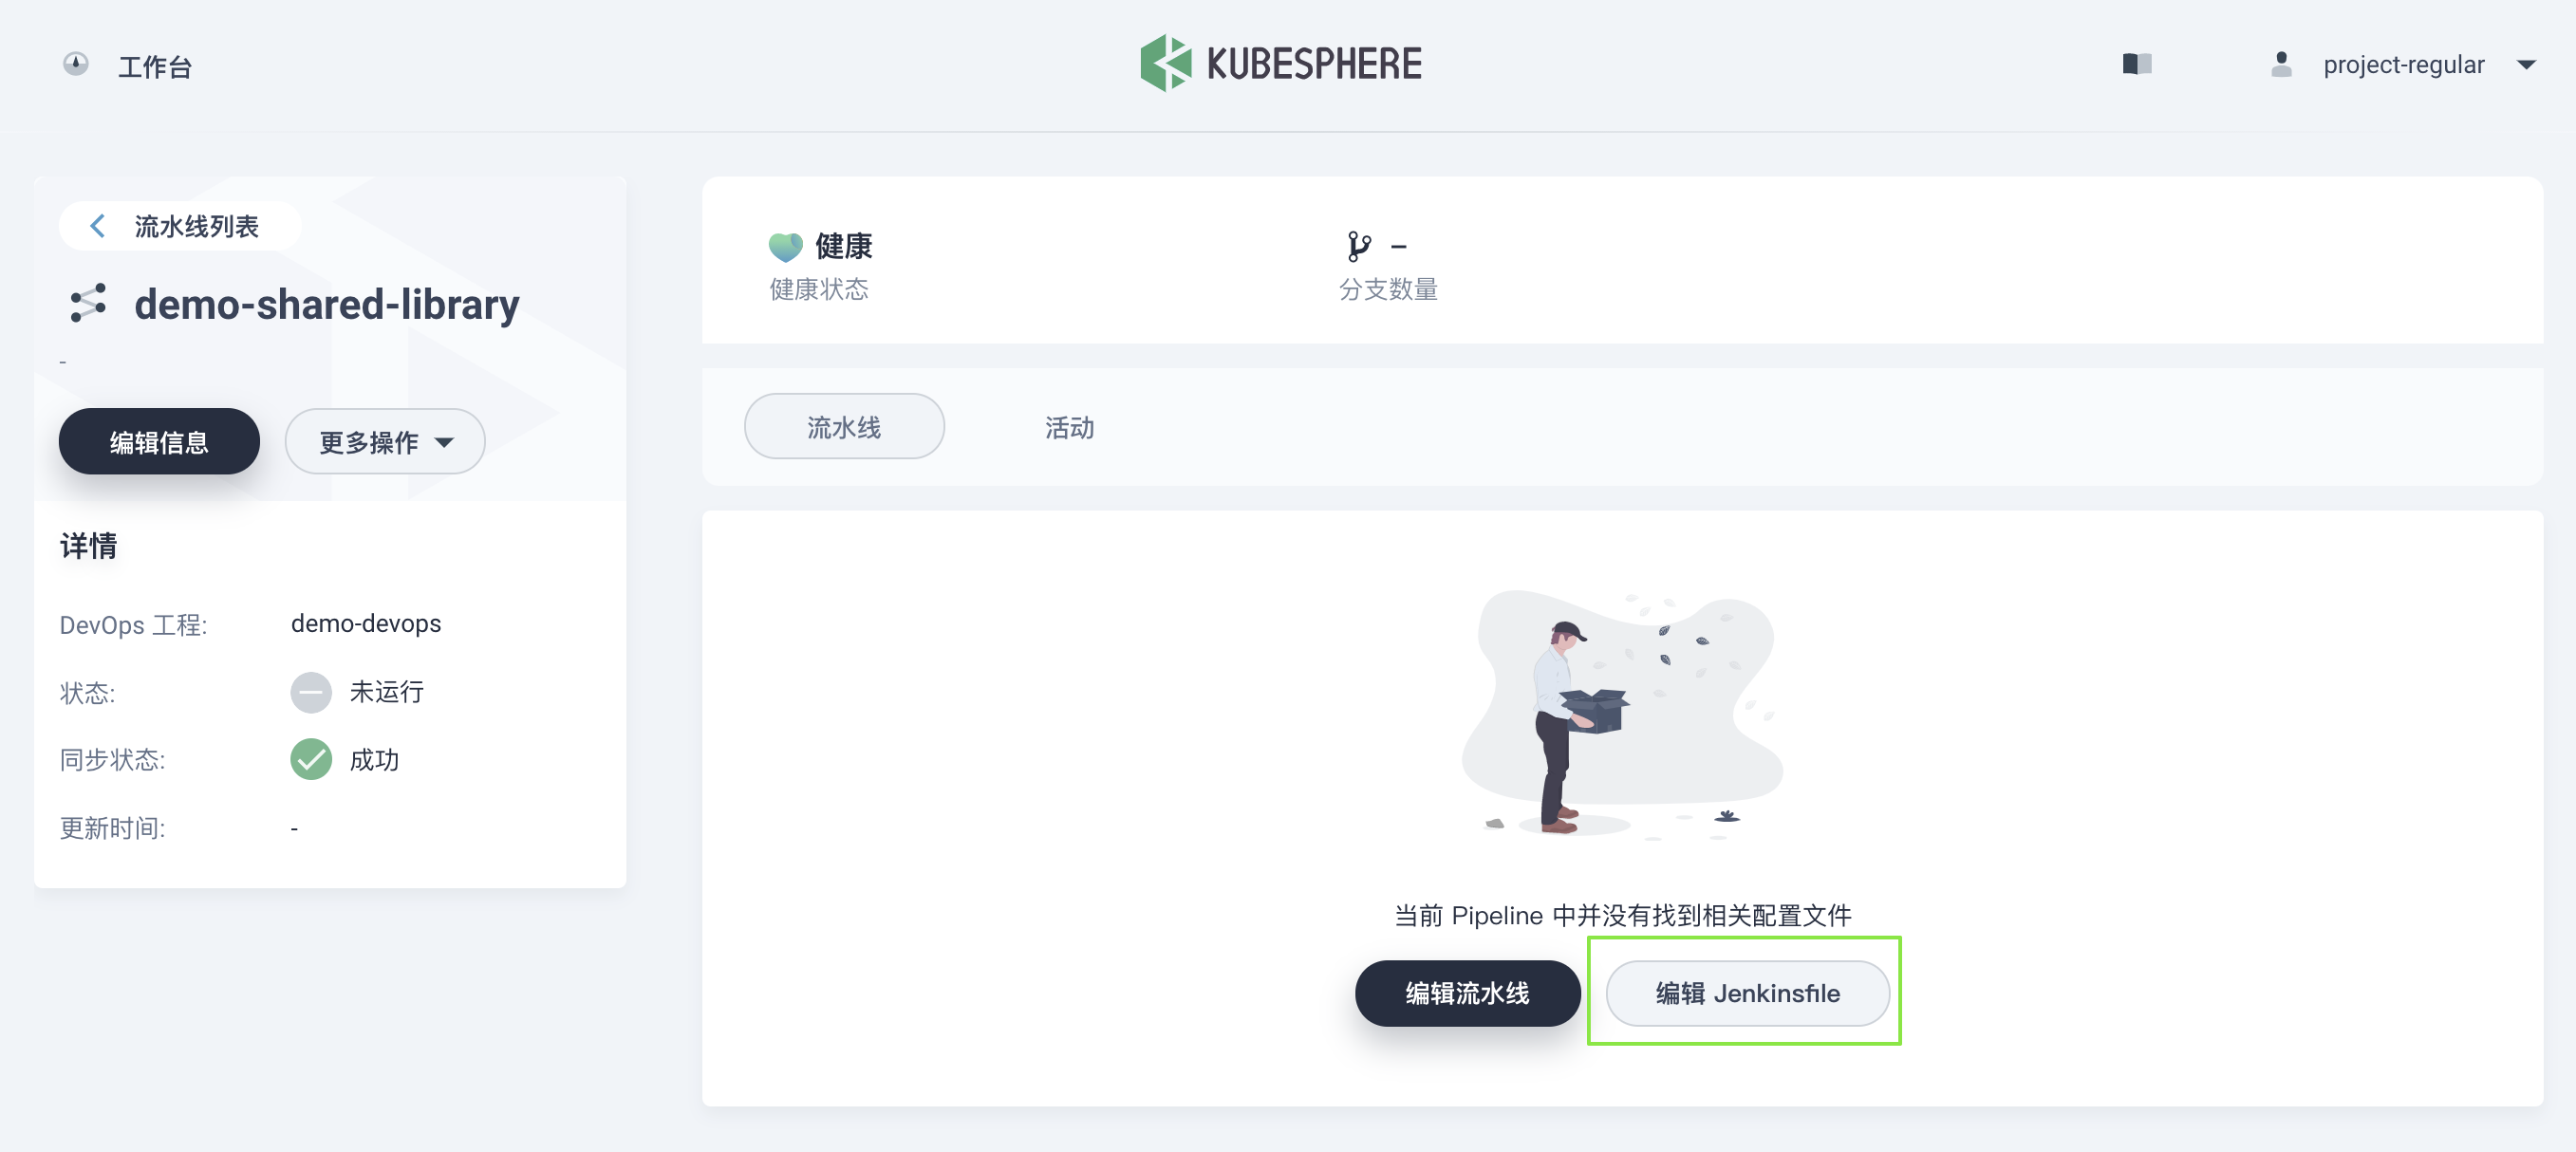 工作台
KUBESPHERE
project-regular
流水线列表
demo-shared-library
-
编辑信息
更多操作
详情
DevOps 工程:
demo-devops
状态:
未运行
同步状态:
成功
更新时间:
-
健康
健康状态
–
分支数量
流水线
活动
当前 Pipeline 中并没有找到相关配置文件
编辑流水线
编辑 Jenkinsfile